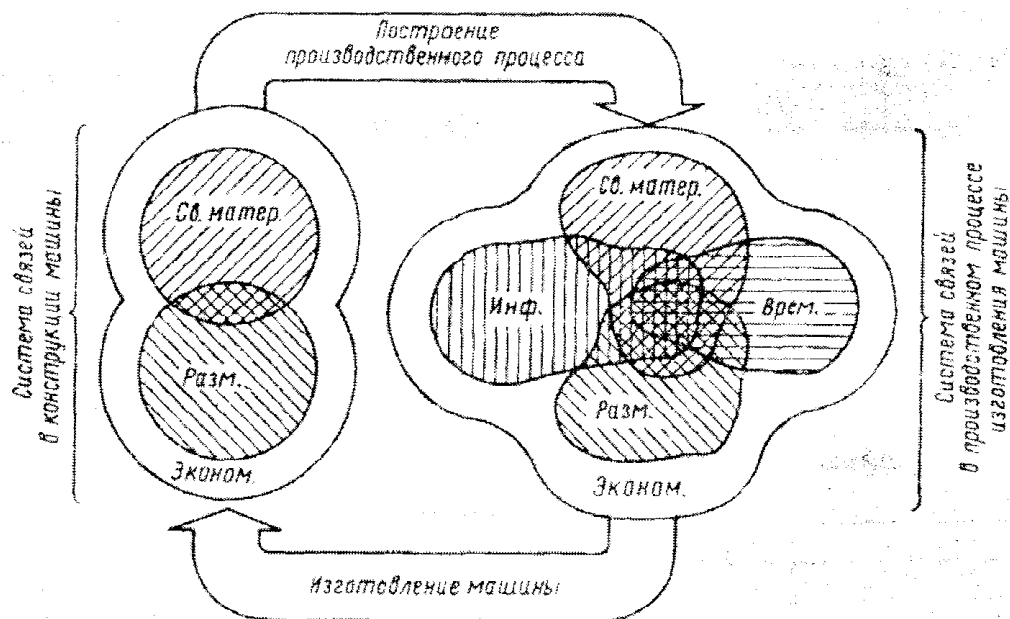 Построение
производственного процесса
Система связей
в конструкции машины
Св. матер.
Разм.
Эконом.
Св. матер.
Инф.
Врем.
Разм.
Эконом.
Система связей
в производственном процессе
изготовления машины
Изготовление машины